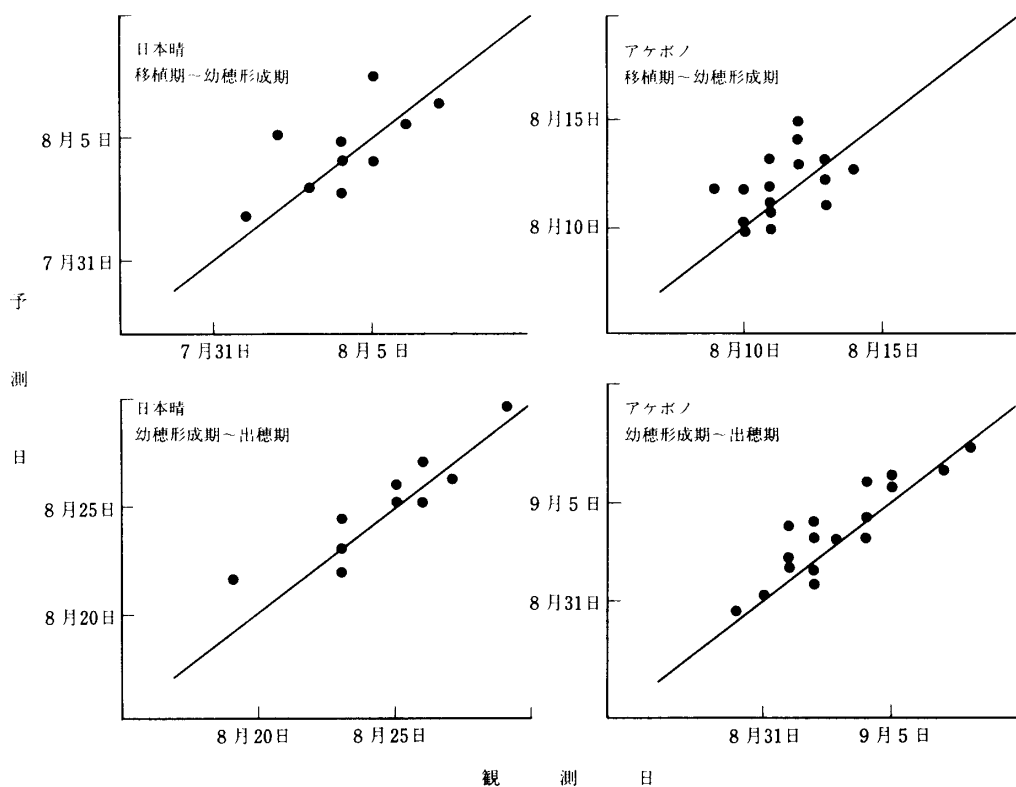 日本晴
移植期～幼穂形成期
8月5日
7月31日
7月31日
8月5日
アケボノ
移植期～幼穂形成期
8月15日
8月10日
8月10日
8月15日
予測日
日本晴
幼穂形成期～出穂期
8月25日
8月20日
8月20日
8月25日
アケボノ
幼穂形成期～出穂期
9月5日
8月31日
8月31日
9月5日
観測日